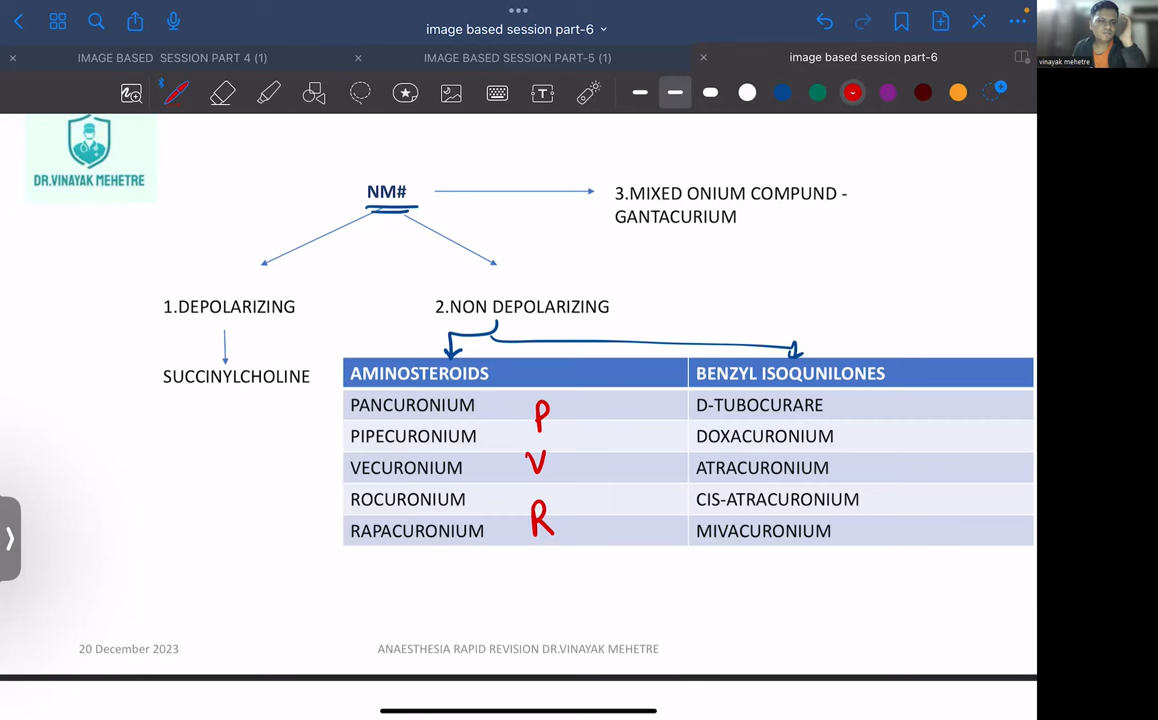 image based session part-6
IMAGE BASED SESSION PART 4 (1)
IMAGE BASED SESSION PART-5 (1)
image based session part-6
vinayak mehetre
DR.VINAYAK MEHETRE
NM#
3.MIXED ONIUM COMPUND -
GANTACURIUM
1.DEPOLARIZING
2.NON DEPOLARIZING
SUCCINYLCHOLINE
AMINOSTEROIDS BENZYL ISOQUNILONES
PANCURONIUM P D-TUBOCURARE
PIPECURONIUM DOXACURONIUM
VECURONIUM V ATRACURONIUM
ROCURONIUM CIS-ATRACURONIUM
RAPACURONIUM R MIVACURONIUM
20 December 2023 ANAESTHESIA RAPID REVISION DR.VINAYAK MEHETRE